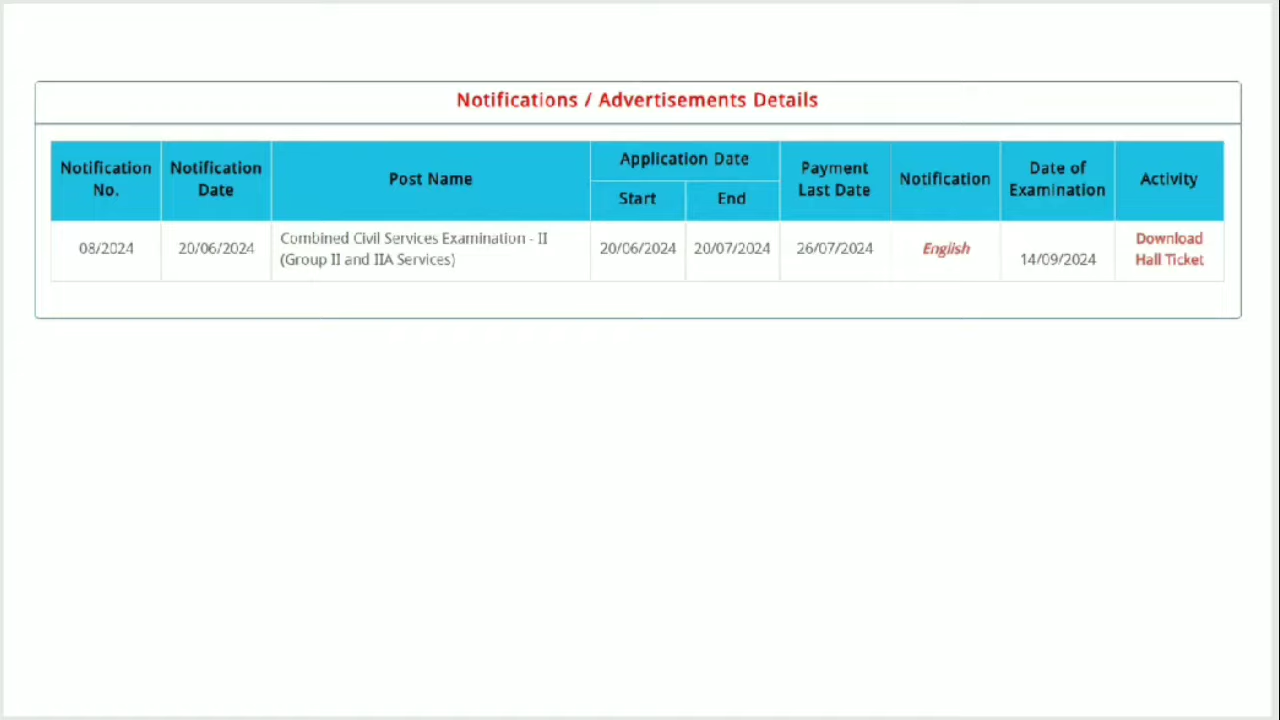 Notifications / Advertisements Details
Notification No.
Notification Date
Post Name
Application Date
Start
End
Payment Last Date
Notification
Date of Examination
Activity
08/2024
20/06/2024
Combined Civil Services Examination - II
(Group II and IIA Services)
20/06/2024
20/07/2024
26/07/2024
English
14/09/2024
Download
Hall Ticket